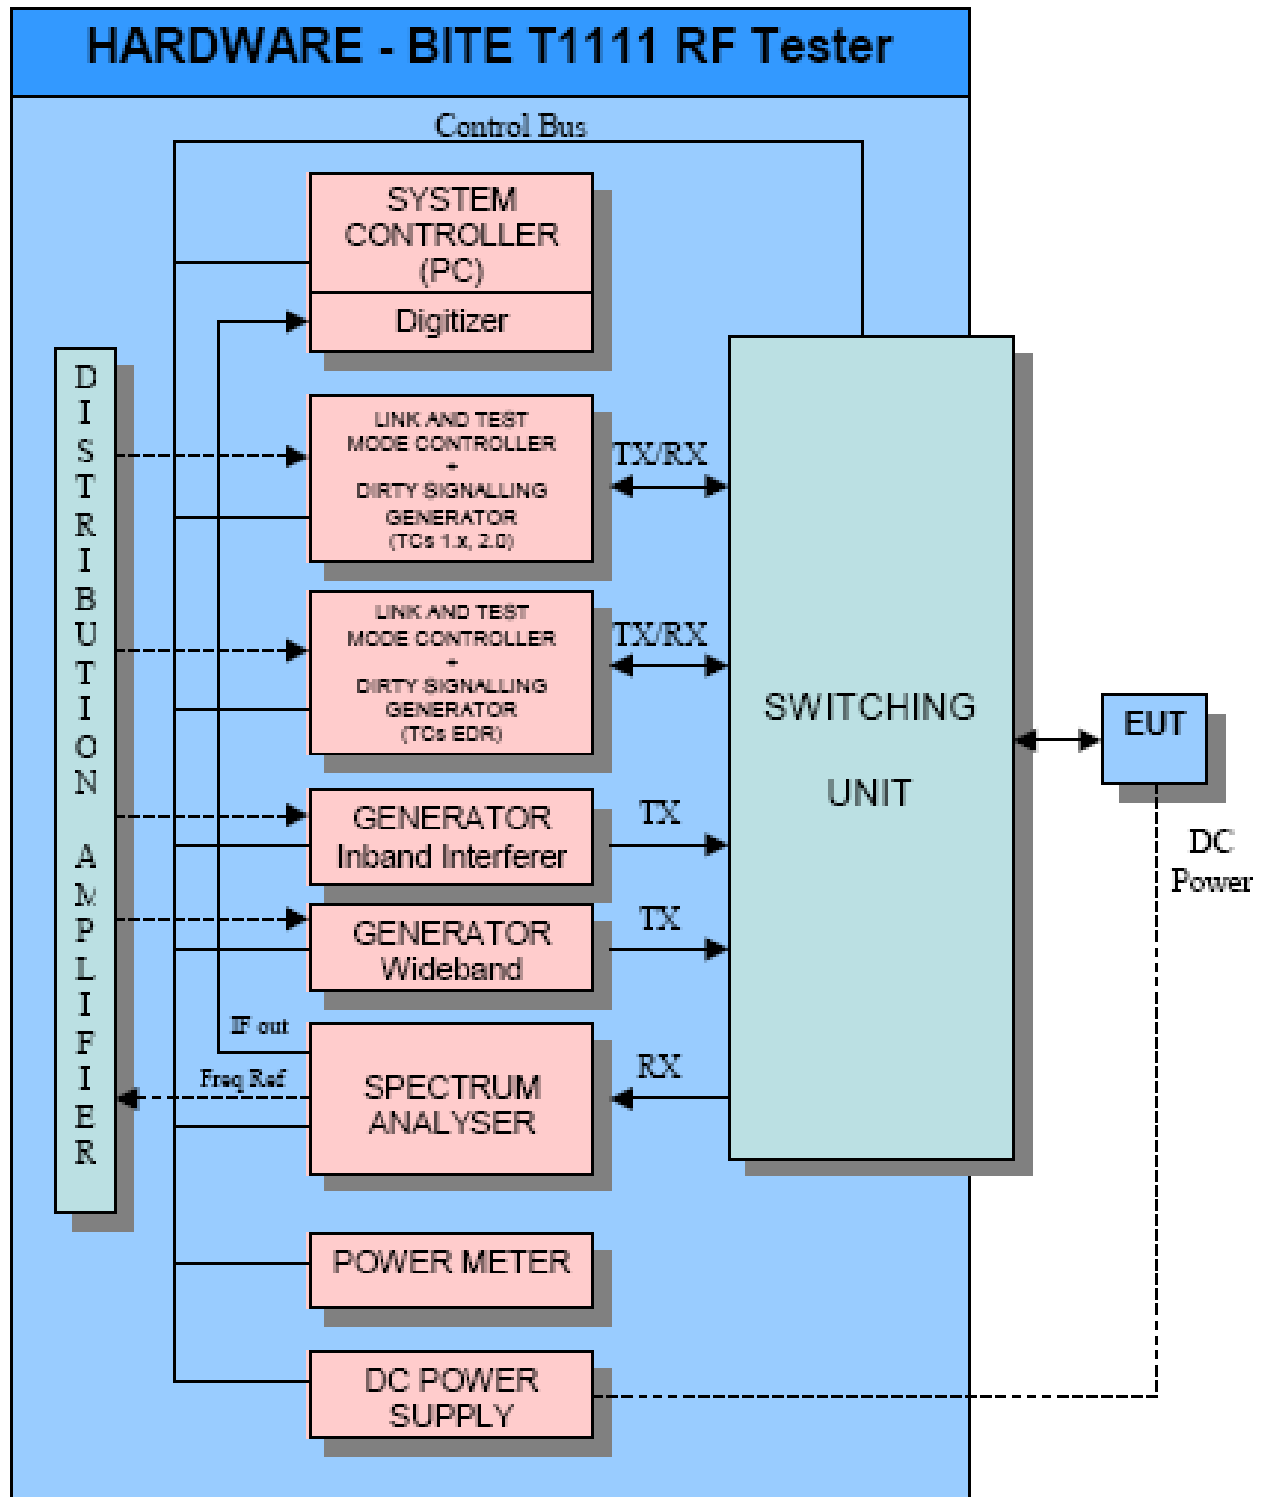 HARDWARE - BITE T1111 RF Tester
Control Bus
SYSTEM
CONTROLLER
(PC)
Digitizer
DISTRIBUTION AMPLIFIER
LINK AND TEST
MODE CONTROLLER
+
DIRTY SIGNALLING
GENERATOR
(TCs 1.x, 2.0)
TX/RX
LINK AND TEST
MODE CONTROLLER
+
DIRTY SIGNALLING
GENERATOR
(TCs EDR)
TX/RX
SWITCHING
UNIT
EUT
DC
Power
GENERATOR
Inband Interferer
TX
GENERATOR
Wideband
TX
IF out
Freq Ref
SPECTRUM
ANALYSER
RX
POWER METER
DC POWER
SUPPLY